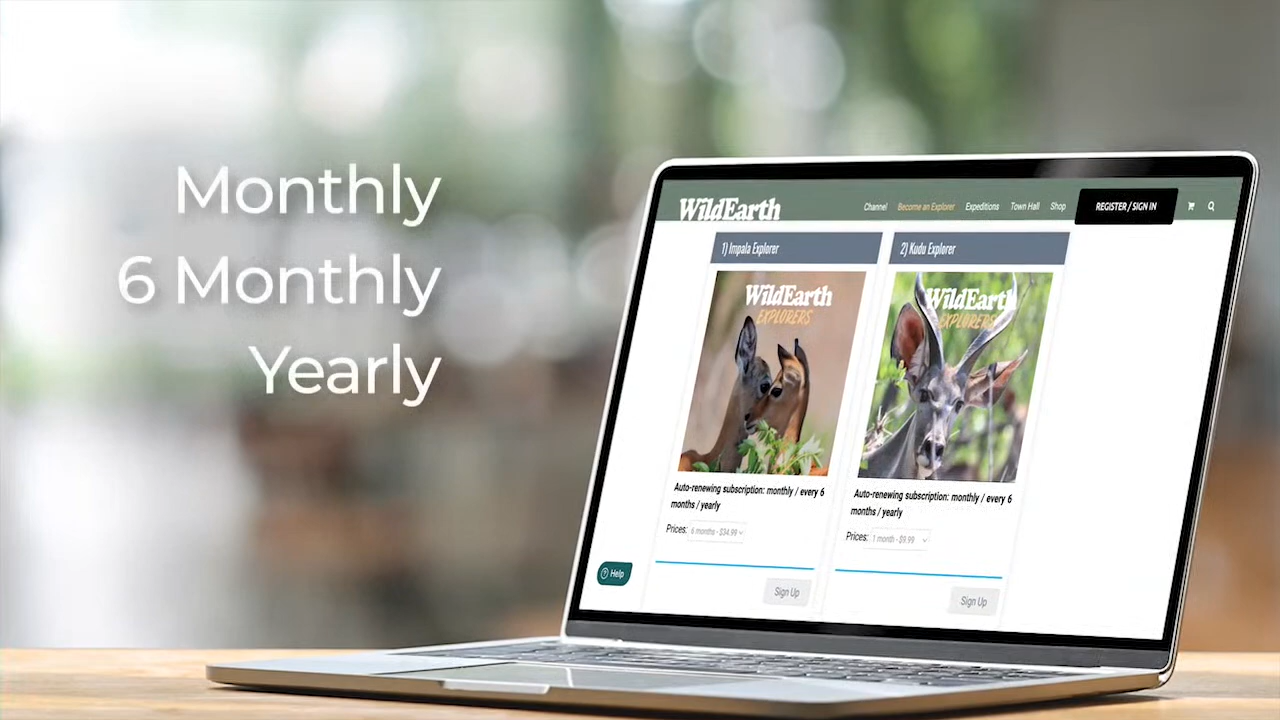 Monthly
6 Monthly
Yearly
WildEarth
Channel Become an Explorer Expeditions Town Hall Shop REGISTER / SIGN IN
1) Impala Explorer
2) Kudu Explorer
WildEarth
EXPLORERS
WildEarth
EXPLORERS
Auto-renewing subscription: monthly / every 6
months / yearly
Prices: 6 months - $34.99
Auto-renewing subscription: monthly / every 6
months / yearly
Prices: 1 month - $9.99
Help
Sign Up
Sign Up